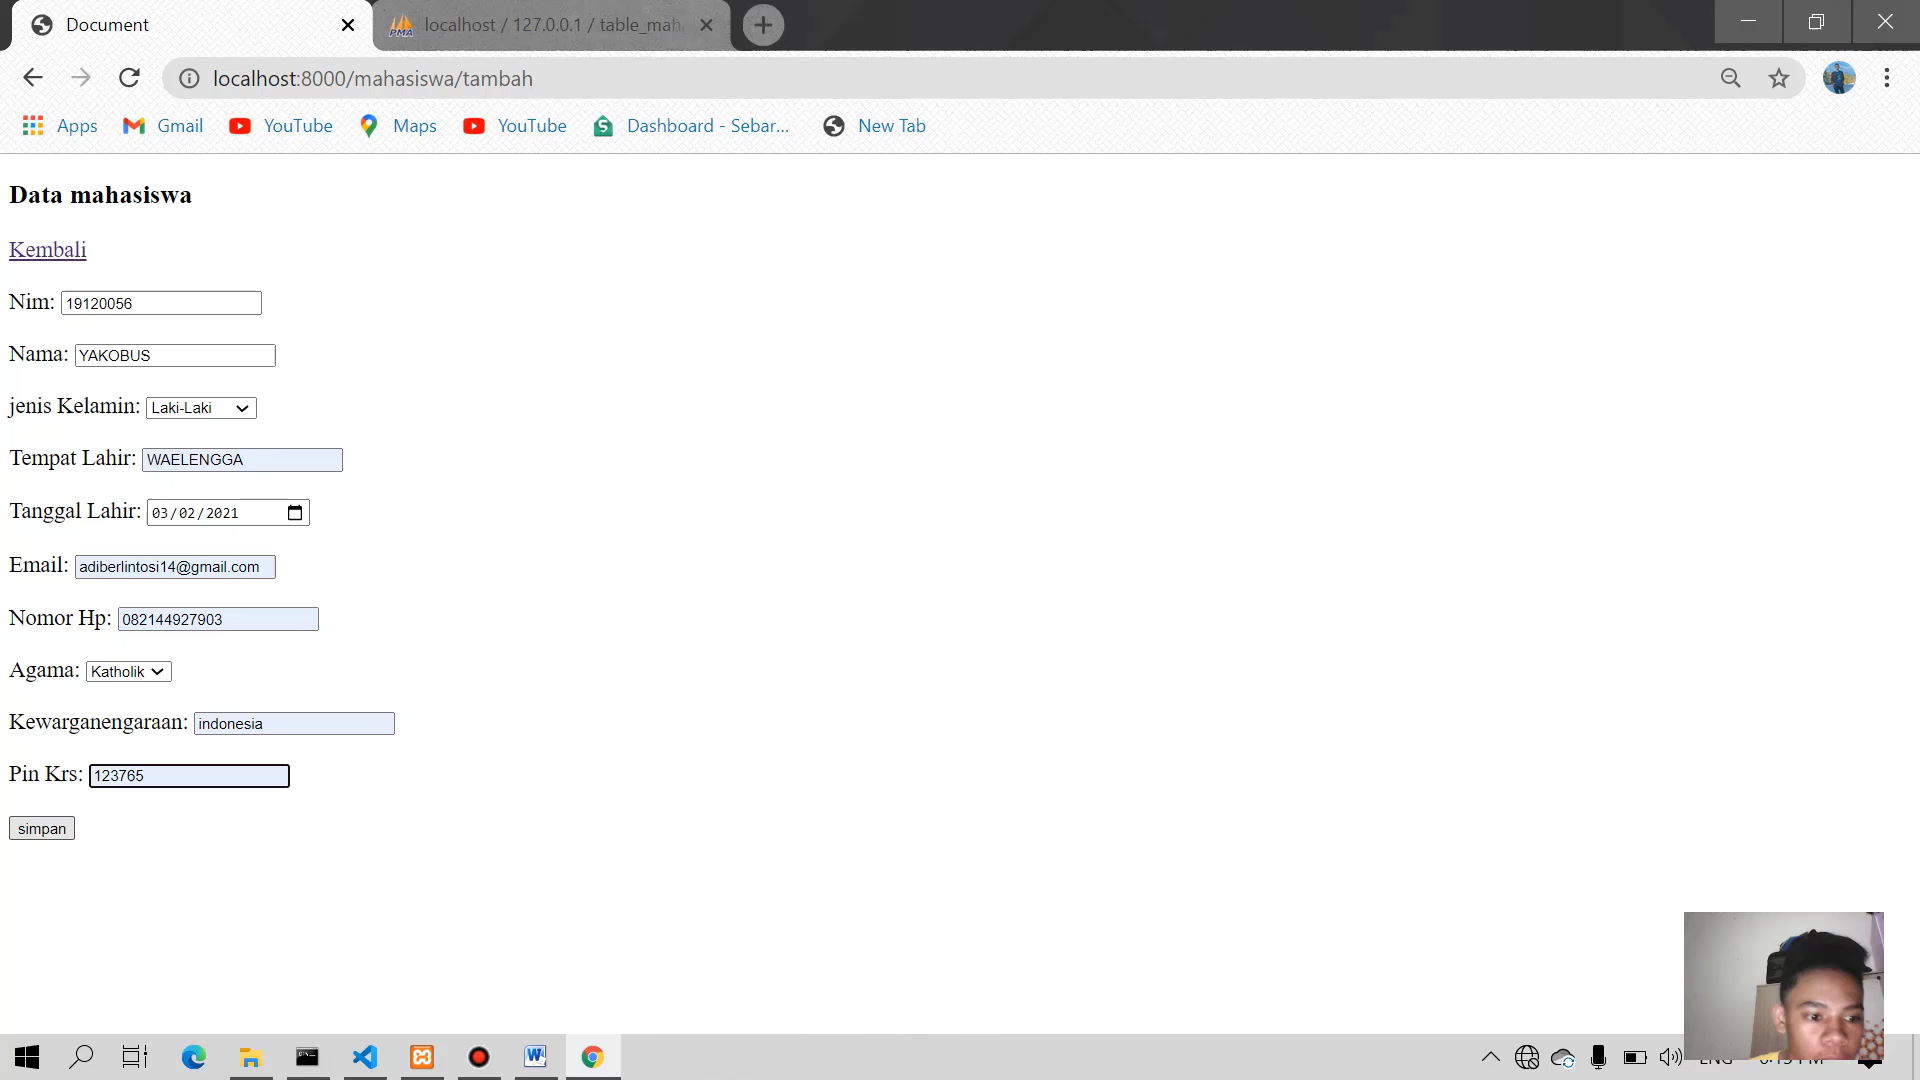 Document
localhost / 127.0.0.1 / table_mah
localhost:8000/mahasiswa/tambah
Apps
Gmail
YouTube
Maps
YouTube
Dashboard - Sebar...
New Tab
Data mahasiswa
Kembali
Nim: 19120056
Nama: YAKOBUS
jenis Kelamin: Laki-Laki
Tempat Lahir: WAELENGGA
Tanggal Lahir: 03/02/2021
Email: adiberlintosi14@gmail.com
Nomor Hp: 082144927903
Agama: Katholik
Kewarganengaraan: indonesia
Pin Krs: 123765
simpan